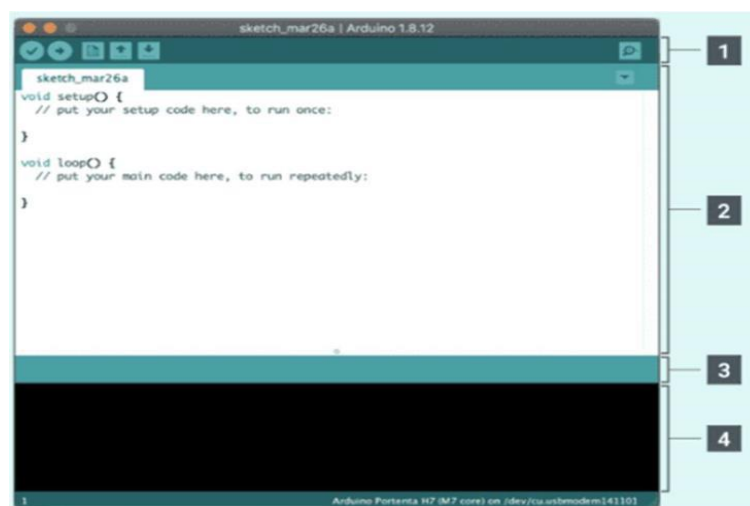 sketch_mar26a | Arduino 1.8.12
1
sketch_mar26a
void setup() {
// put your setup code here, to run once:
}
void loop() {
// put your main code here, to run repeatedly:
}
2
3
4
1
Arduino Portenta H7 (M7 core) on /dev/cu.usbmodem141101